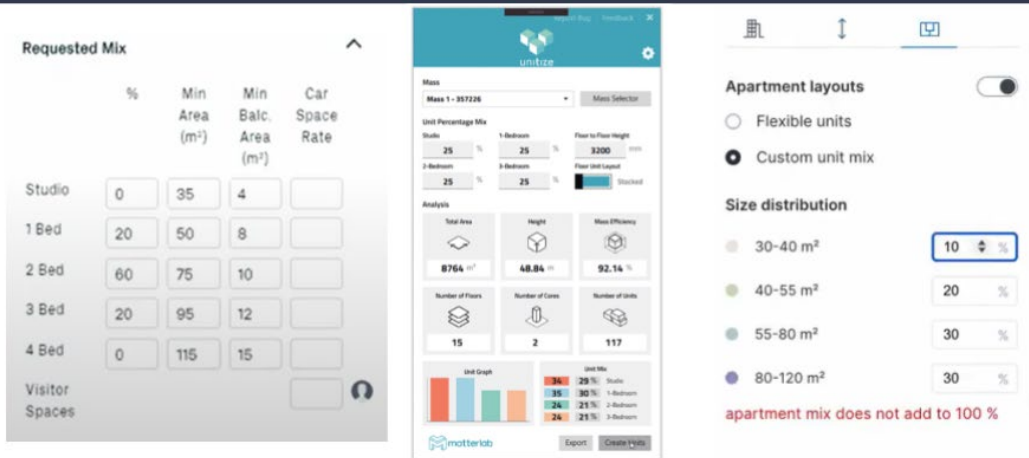 Requested Mix
% Min Area (m²) Min Balc. Area (m²) Car Space Rate
Studio 0 35 4
1 Bed 20 50 8
2 Bed 60 75 10
3 Bed 20 95 12
4 Bed 0 115 15
Visitor Spaces
Report Bug Feedback ×
unitize
Mass
Mass 1 - 357226 Mass Selector
Unit Percentage Mix
Studio 1-Bedroom Floor to Floor Height
25 % 25 % 3200 mm
2-Bedroom 3-Bedroom Floor Unit Layout
25 % 25 % Stacked
Analysis
Total Area Height Mass Efficiency
8764 m² 48.84 m 92.14 %
Number of Floors Number of Cores Number of Units
15 2 117
Unit Graph Unit Mix
34 29 % Studio
35 30 % 1-Bedroom
24 21 % 2-Bedroom
24 21 % 3-Bedroom
matterlab Export Create Units
Apartment layouts
Flexible units
Custom unit mix
Size distribution
30-40 m² 10 %
40-55 m² 20 %
55-80 m² 30 %
80-120 m² 30 %
apartment mix does not add to 100 %